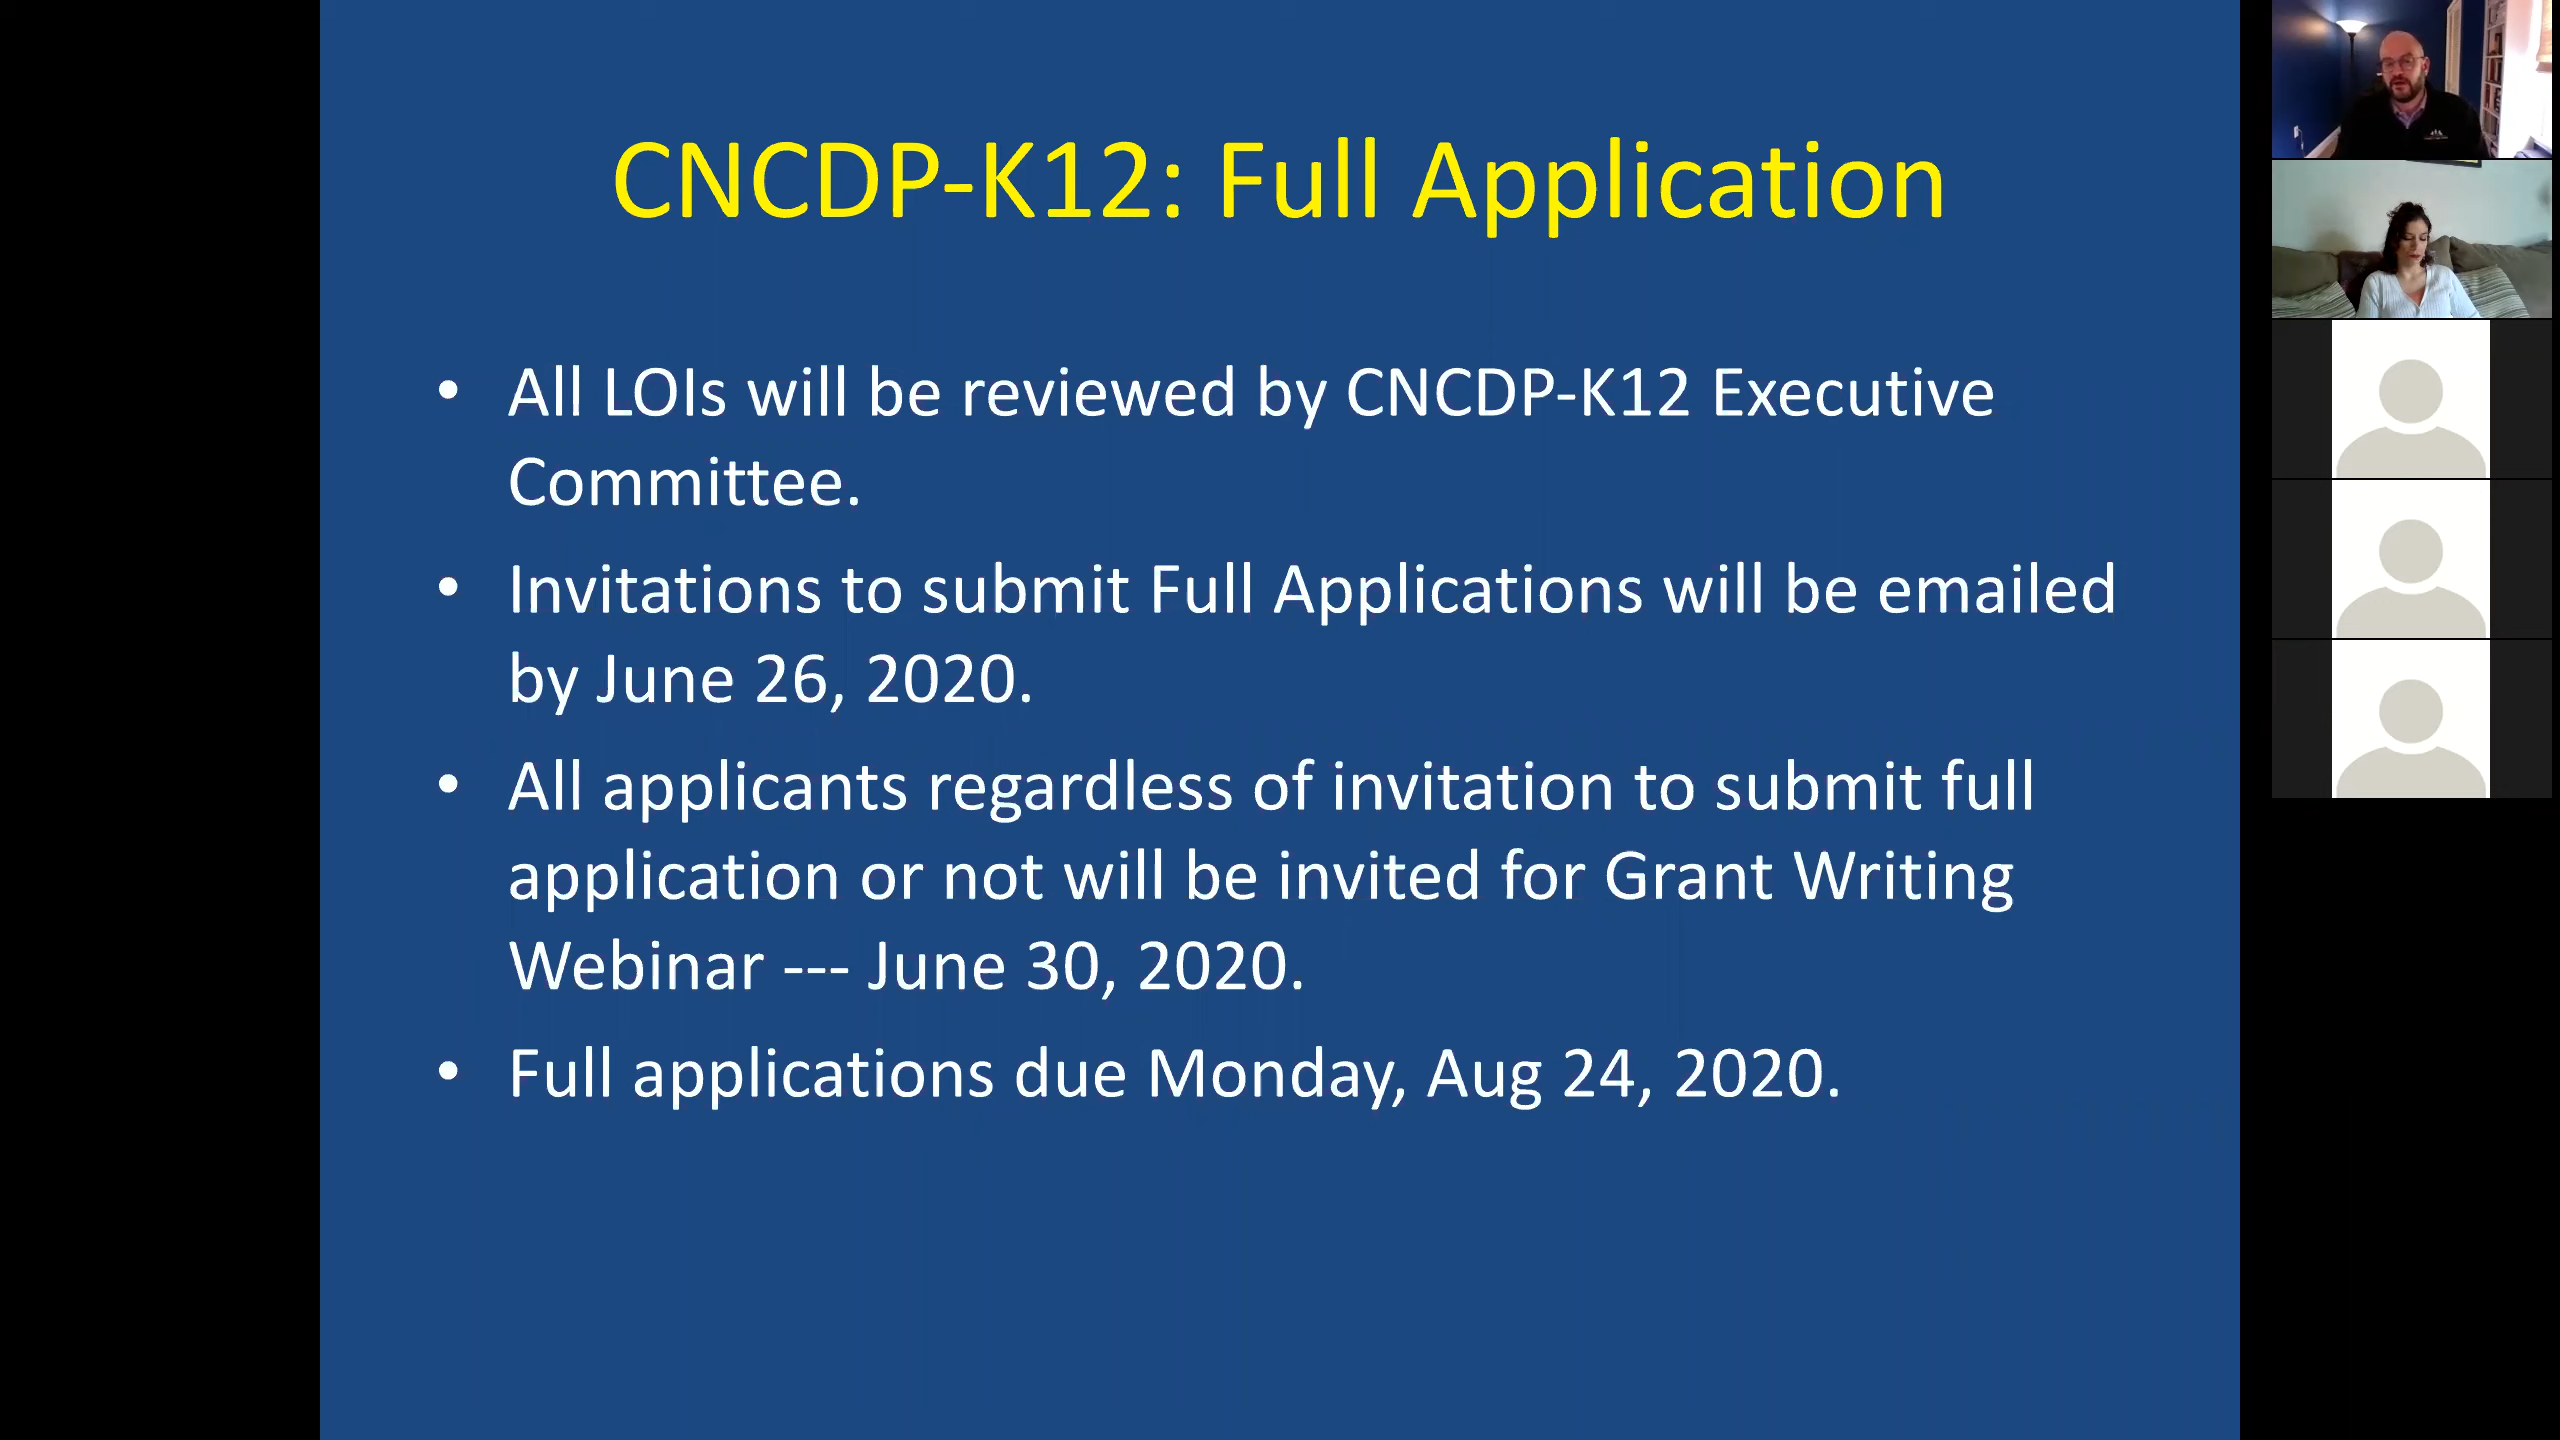 CNCDP-K12: Full Application
• All LOIs will be reviewed by CNCDP-K12 Executive
Committee.
• Invitations to submit Full Applications will be emailed
by June 26, 2020.
• All applicants regardless of invitation to submit full
application or not will be invited for Grant Writing
Webinar --- June 30, 2020.
• Full applications due Monday, Aug 24, 2020.